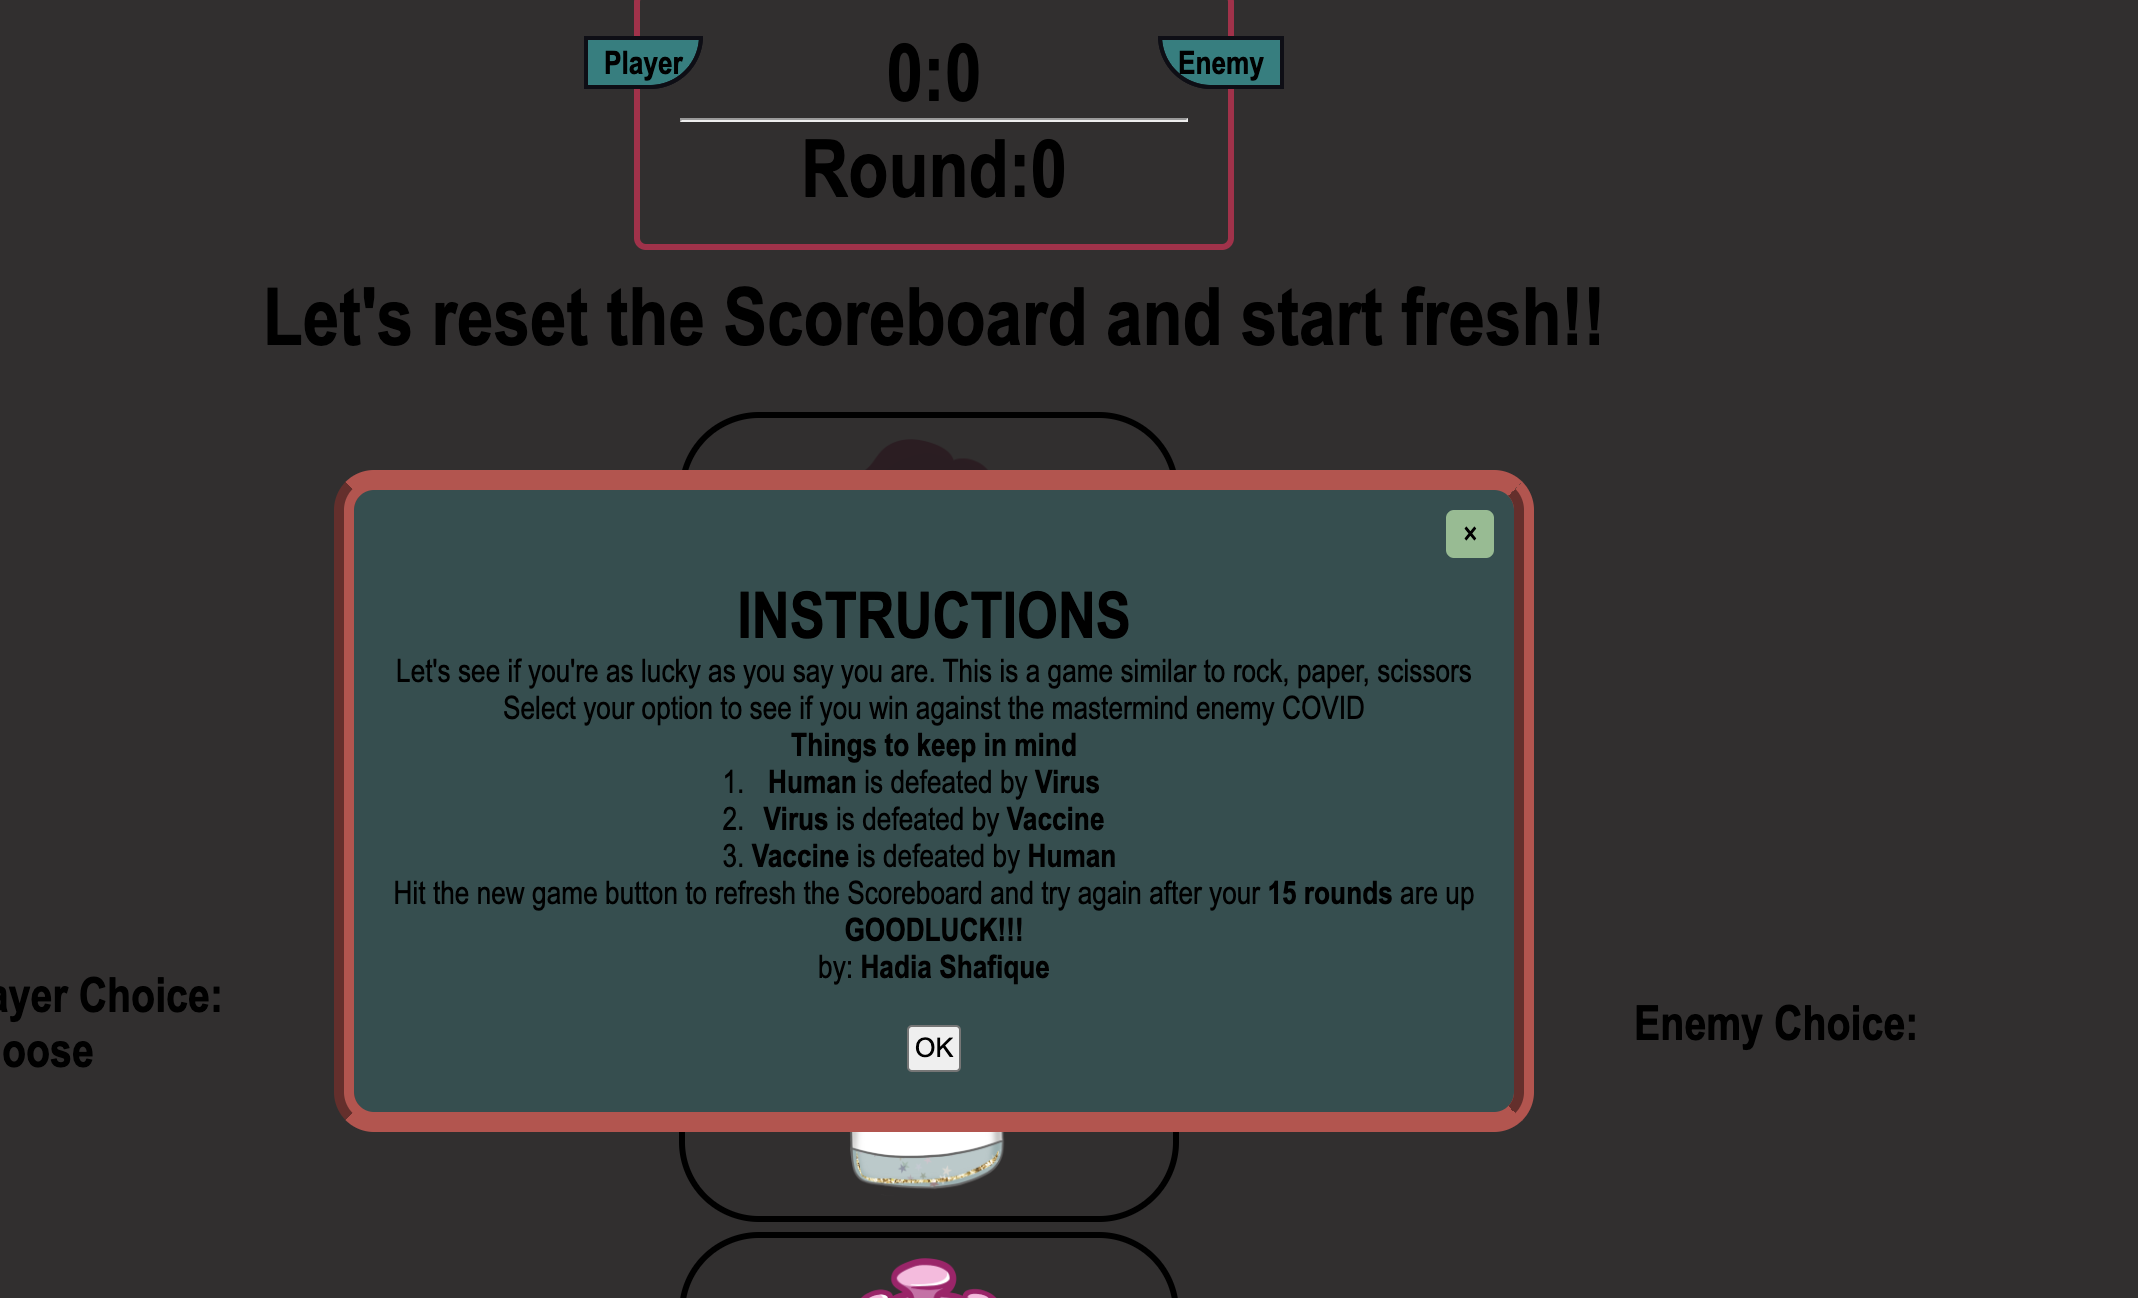 Player
0:0
Enemy
Round:0
Let's reset the Scoreboard and start fresh!!
×
INSTRUCTIONS
Let's see if you're as lucky as you say you are. This is a game similar to rock, paper, scissors
Select your option to see if you win against the mastermind enemy COVID
Things to keep in mind
1. Human is defeated by Virus
2. Virus is defeated by Vaccine
3. Vaccine is defeated by Human
Hit the new game button to refresh the Scoreboard and try again after your 15 rounds are up
GOODLUCK!!!
by: Hadia Shafique
OK
ayer Choice:
oose
Enemy Choice: